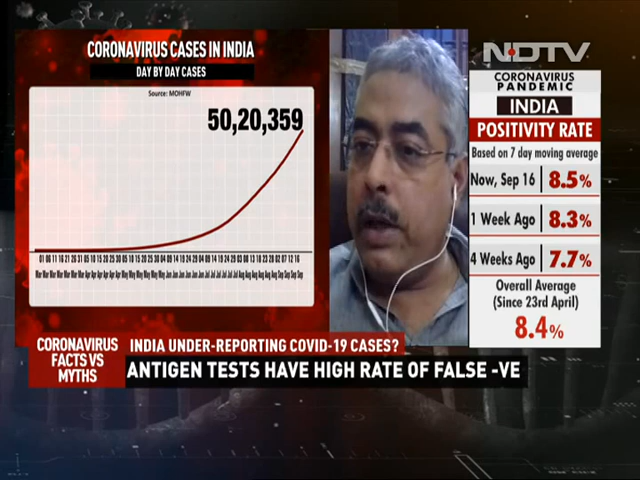 CORONAVIRUS CASES IN INDIA
DAY BY DAY CASES
Source: MOHFW
50,20,359
NDTV
CORONAVIRUS
PANDEMIC
INDIA
POSITIVITY RATE
Based on 7 day moving average
Now, Sep 16 8.5%
1 Week Ago 8.3%
4 Weeks Ago 7.7%
Overall Average
(Since 23rd April)
8.4%
CORONAVIRUS
FACTS VS
MYTHS
INDIA UNDER-REPORTING COVID-19 CASES?
ANTIGEN TESTS HAVE HIGH RATE OF FALSE -VE